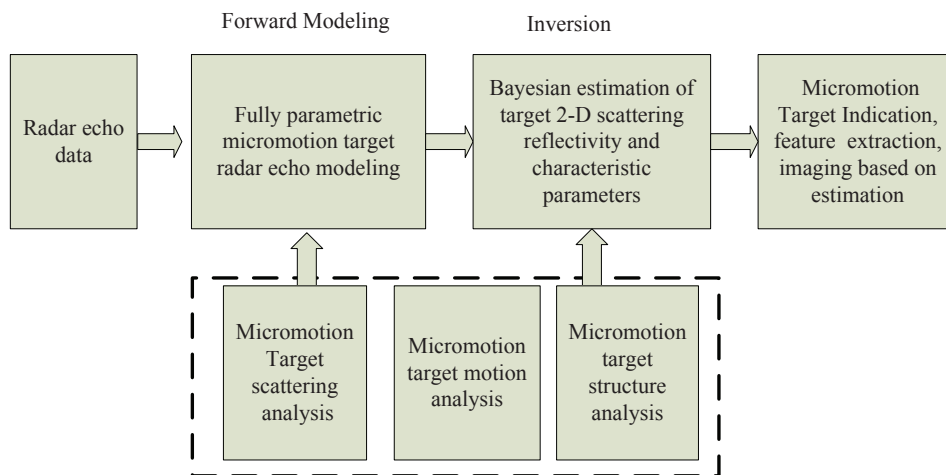 Forward Modeling
Inversion
Radar echo
data
Fully parametric
micromotion target
radar echo modeling
Bayesian estimation of
target 2-D scattering
reflectivity and
characteristic
parameters
Micromotion
Target Indication,
feature extraction,
imaging based on
estimation
Micromotion
Target
scattering
analysis
Micromotion
target motion
analysis
Micromotion
target
structure
analysis